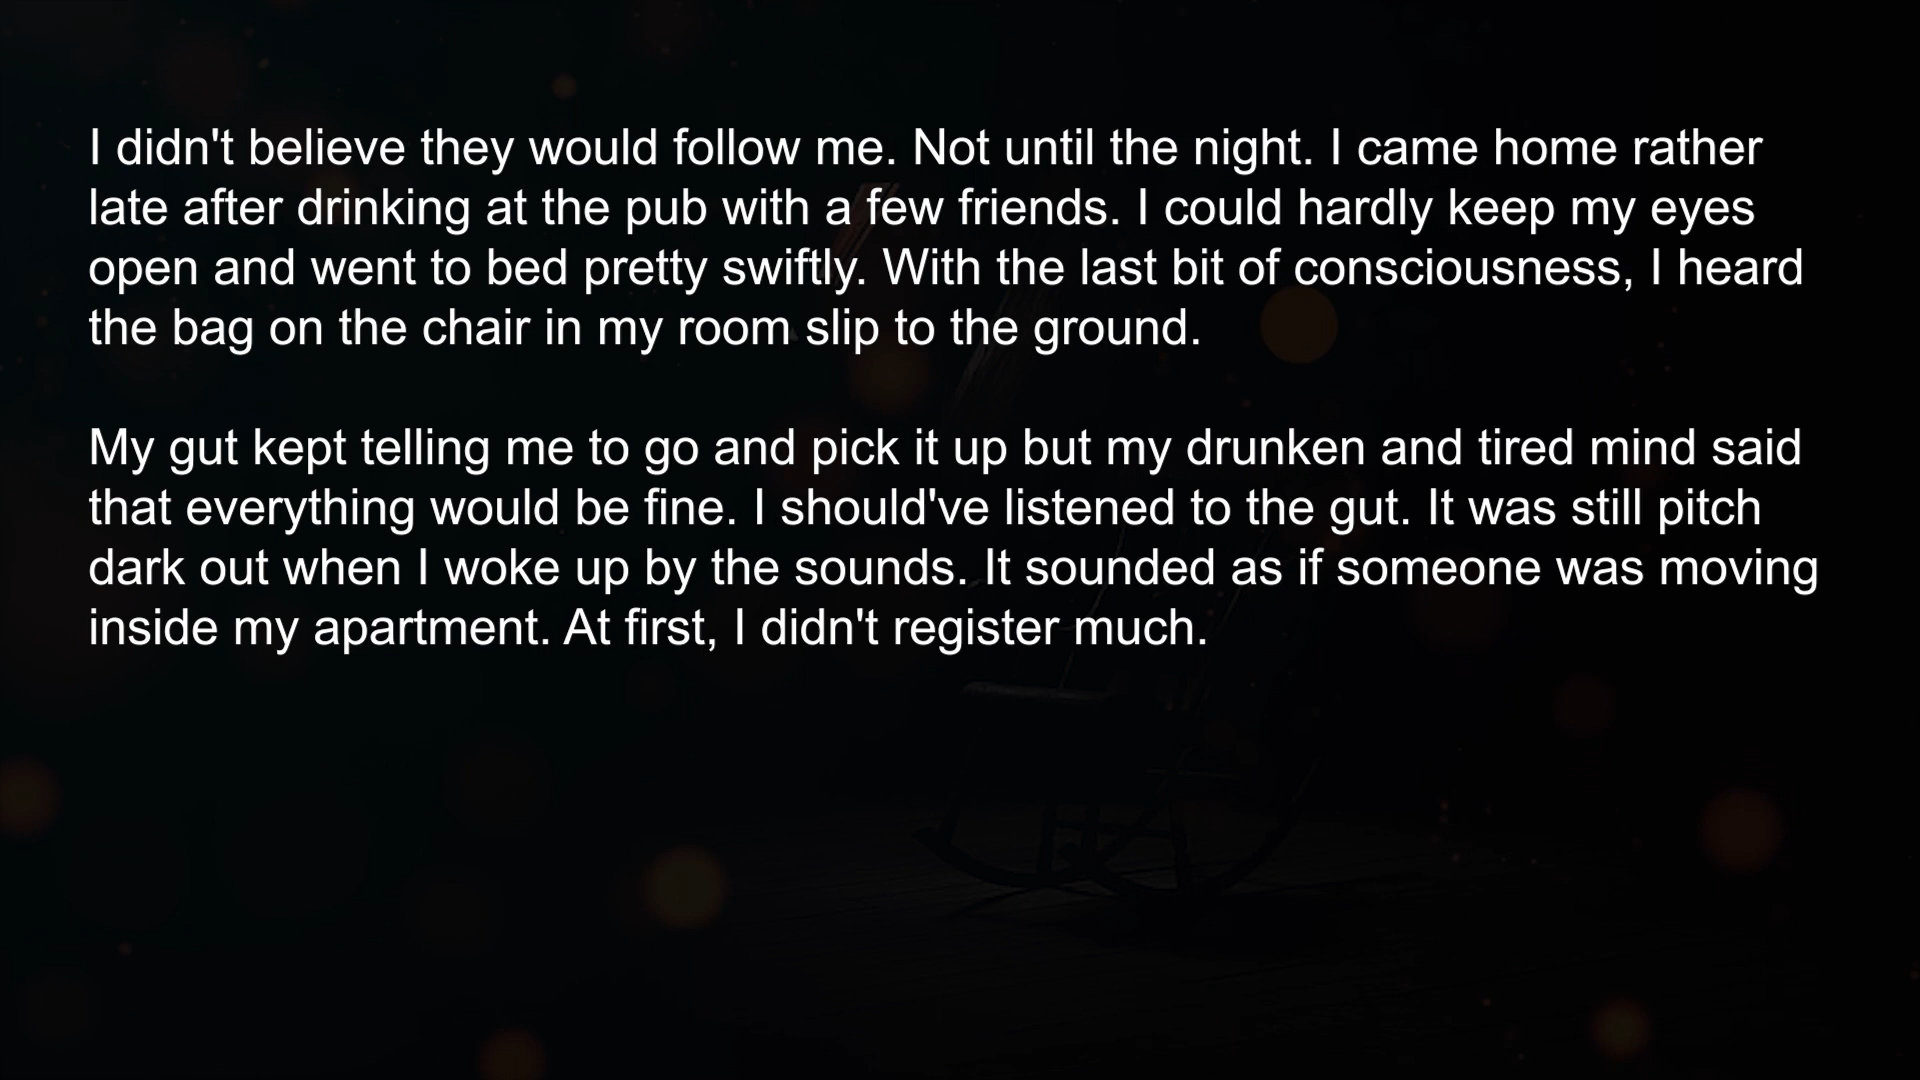 I didn't believe they would follow me. Not until the night. I came home rather
late after drinking at the pub with a few friends. I could hardly keep my eyes
open and went to bed pretty swiftly. With the last bit of consciousness, I heard
the bag on the chair in my room slip to the ground.
My gut kept telling me to go and pick it up but my drunken and tired mind said
that everything would be fine. I should've listened to the gut. It was still pitch
dark out when I woke up by the sounds. It sounded as if someone was moving
inside my apartment. At first, I didn't register much.